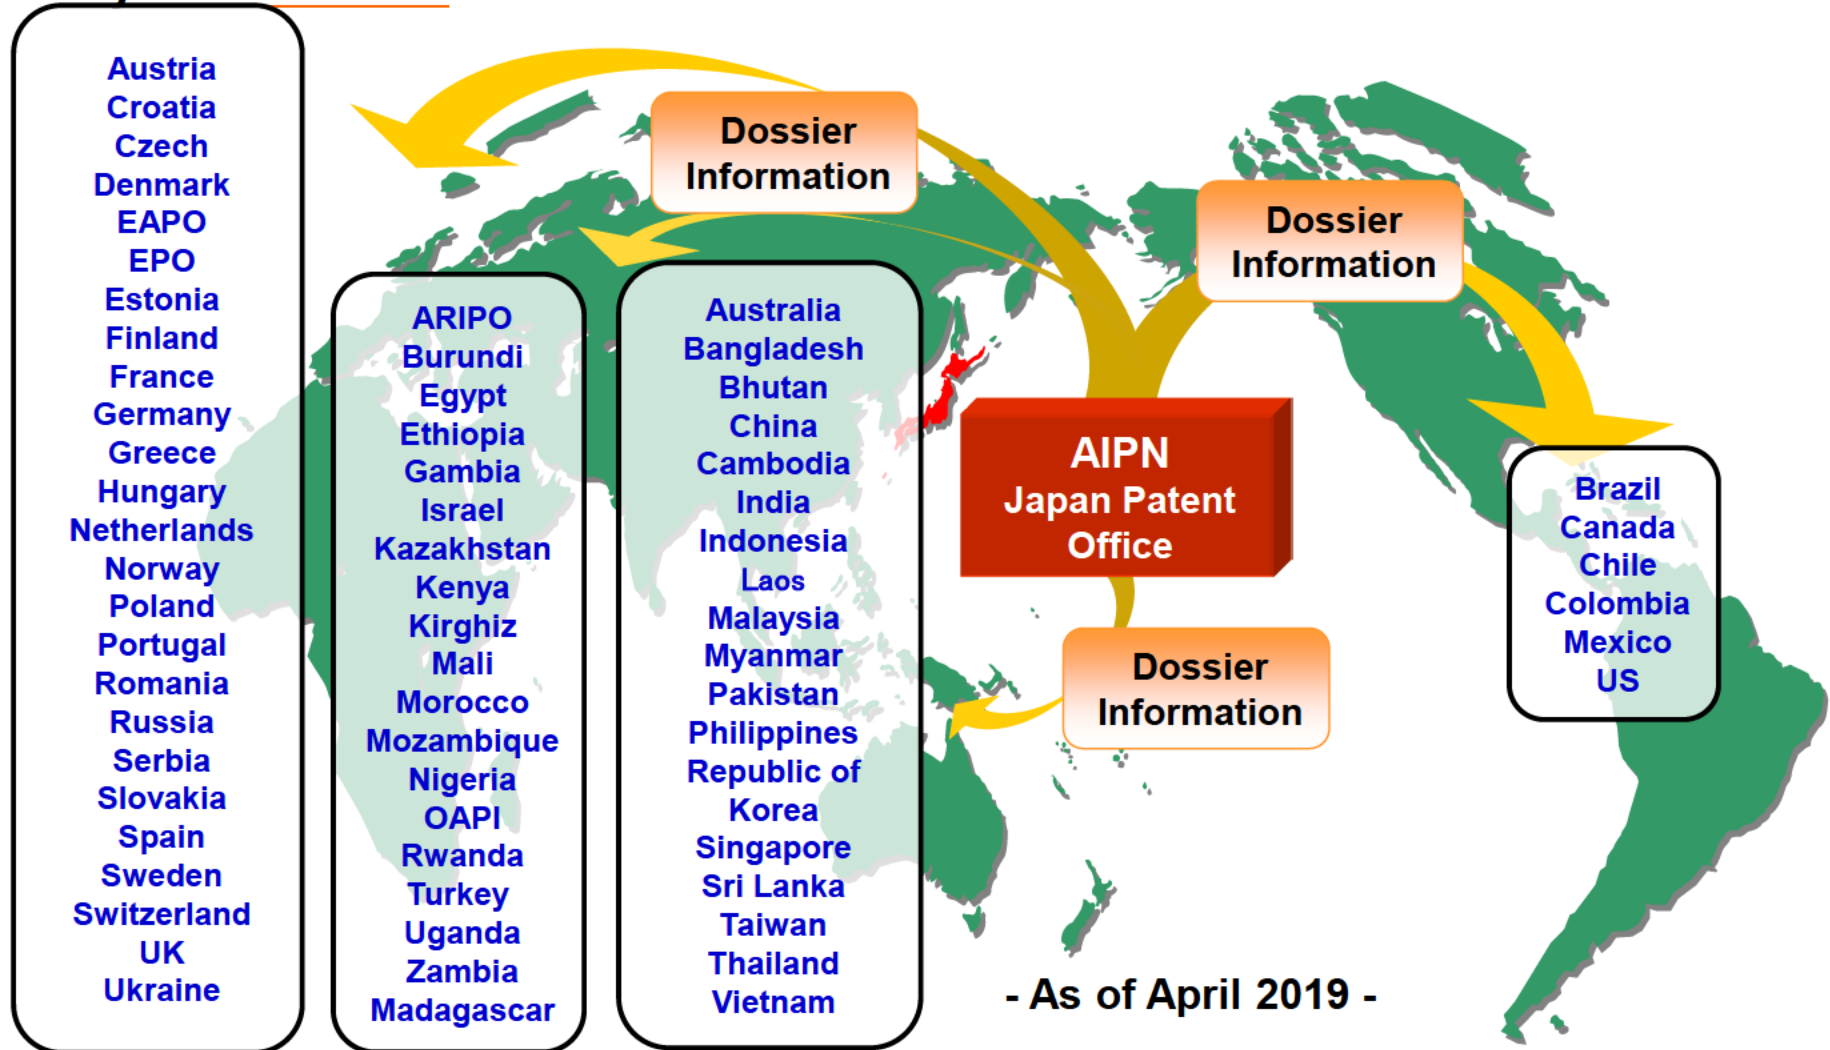 Austria
Croatia
Czech
Denmark
EAPO
EPO
Estonia
Finland
France
Germany
Greece
Hungary
Netherlands
Norway
Poland
Portugal
Romania
Russia
Serbia
Slovakia
Spain
Sweden
Switzerland
UK
Ukraine
ARIPO
Burundi
Egypt
Ethiopia
Gambia
Israel
Kazakhstan
Kenya
Kirghiz
Mali
Morocco
Mozambique
Nigeria
OAPI
Rwanda
Turkey
Uganda
Zambia
Madagascar
Australia
Bangladesh
Bhutan
China
Cambodia
India
Indonesia
Laos
Malaysia
Myanmar
Pakistan
Philippines
Republic of
Korea
Singapore
Sri Lanka
Taiwan
Thailand
Vietnam
Dossier
Information
Dossier
Information
AIPN
Japan Patent
Office
Dossier
Information
Brazil
Canada
Chile
Colombia
Mexico
US
- As of April 2019 -